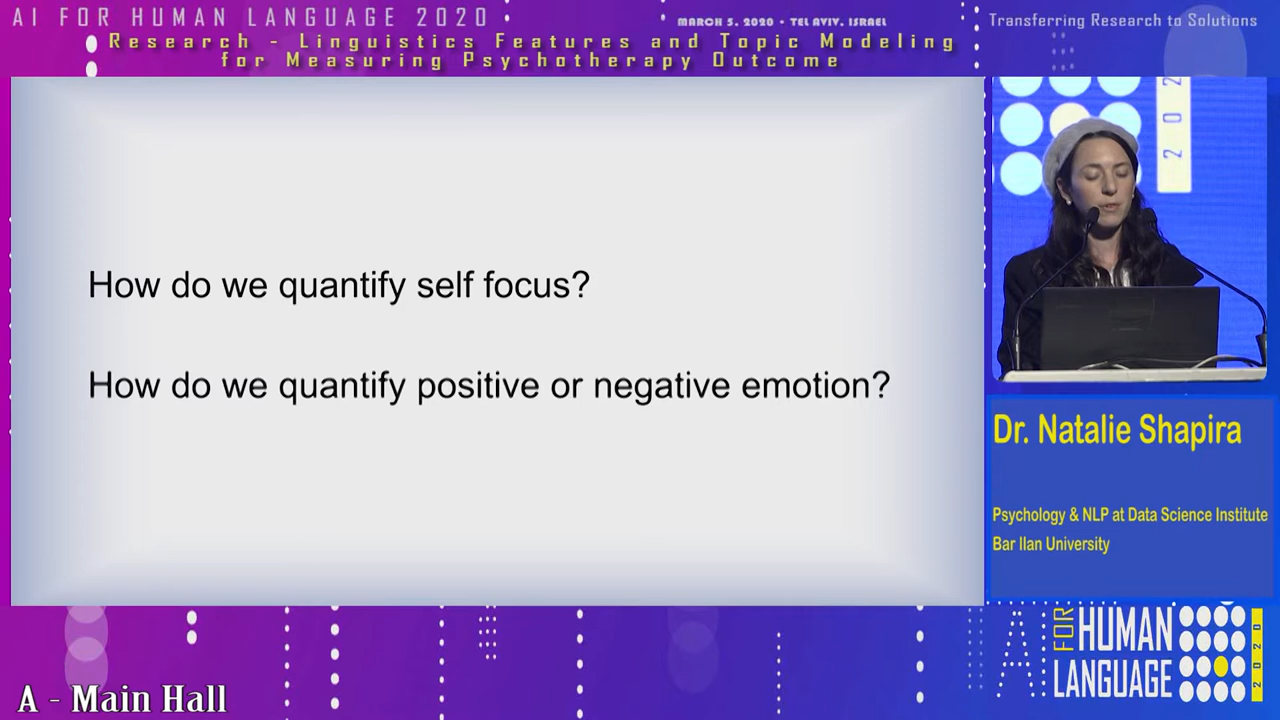 AI FOR HUMAN LANGUAGE 2020
MARCH 5, 2020 • TEL AVIV, ISRAEL
Transferring Research to Solutions
Research - Linguistics Features and Topic Modeling
for Measuring Psychotherapy Outcome
How do we quantify self focus?
How do we quantify positive or negative emotion?
2 0 2
Dr. Natalie Shapira
Psychology & NLP at Data Science Institute
Bar Ilan University
AI FOR HUMAN
LANGUAGE
2020
A - Main Hall